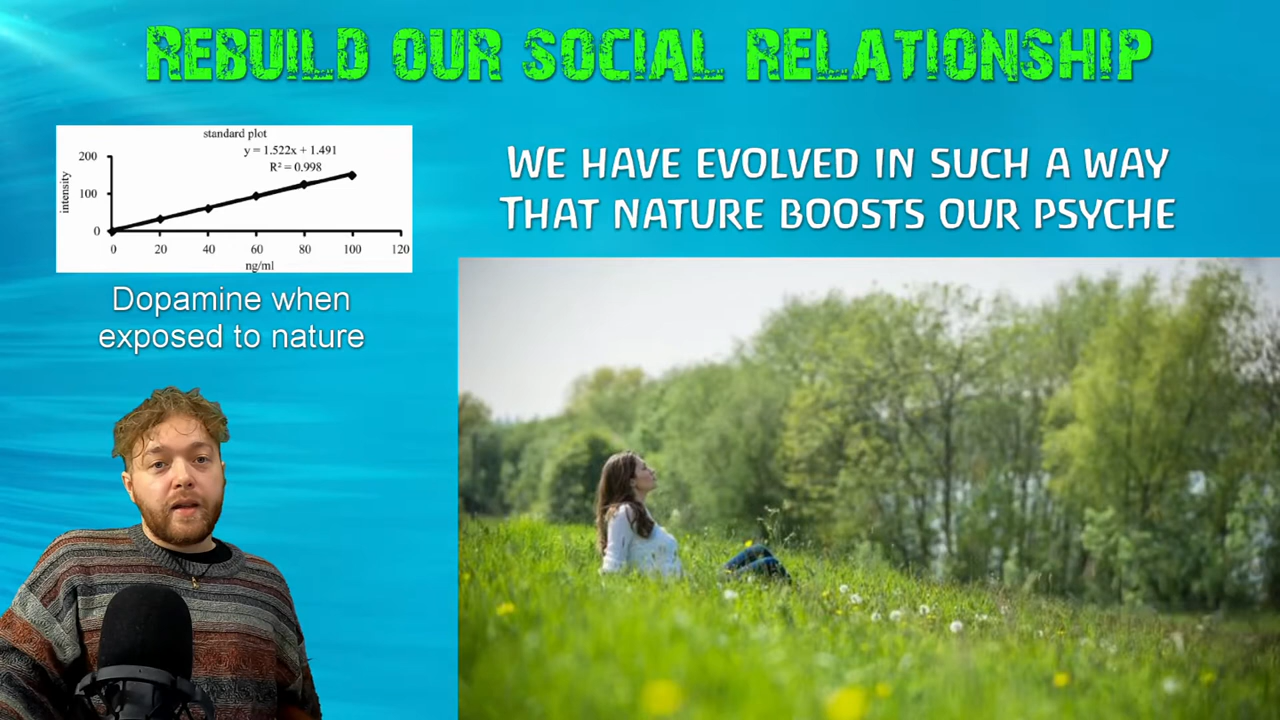 REBUILD OUR SOCIAL RELATIONSHIP
standard plot
y = 1.522x + 1.491
R² = 0.998
200
100
0
intensity
0 20 40 60 80 100 120
ng/ml
Dopamine when
exposed to nature
WE HAVE EVOLVED IN SUCH A WAY
THAT NATURE BOOSTS OUR PSYCHE